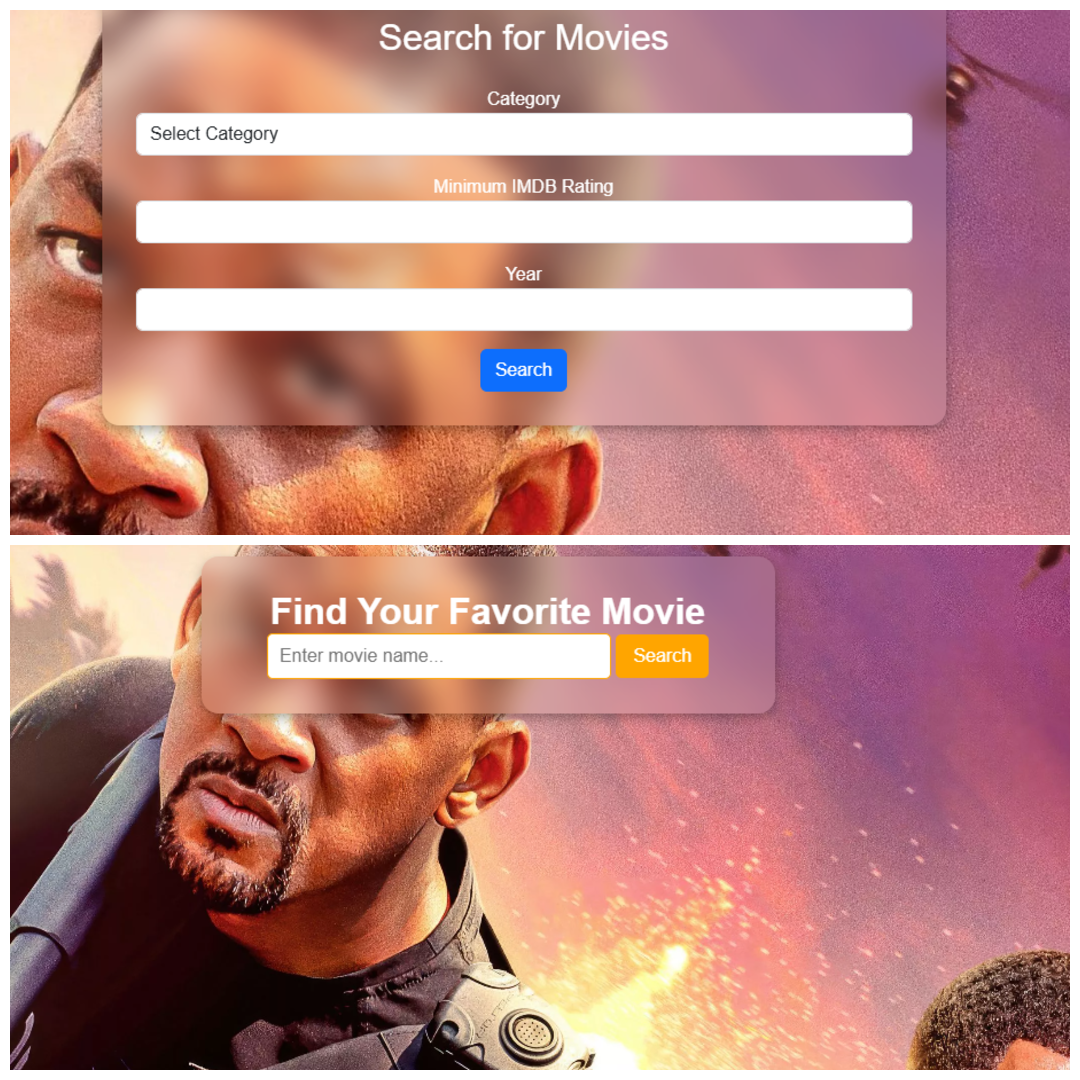 Search for Movies
Category
Select Category
Minimum IMDB Rating
Year
Search
Find Your Favorite Movie
Enter movie name...
Search